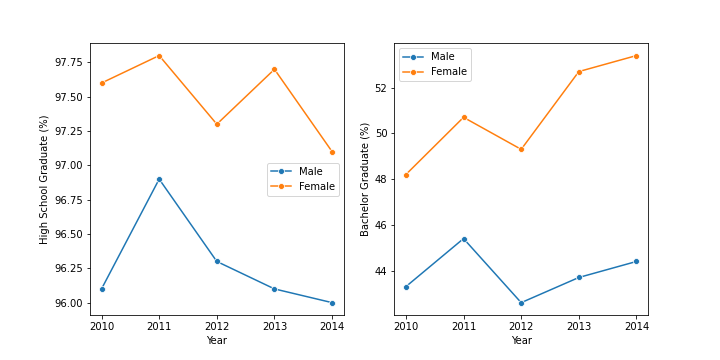 High School Graduate (%)
97.75
97.50
97.25
97.00
96.75
96.50
96.25
96.00
Male
Female
2010 2011 2012 2013 2014
Year
Bachelor Graduate (%)
52
50
48
46
44
Male
Female
2010 2011 2012 2013 2014
Year